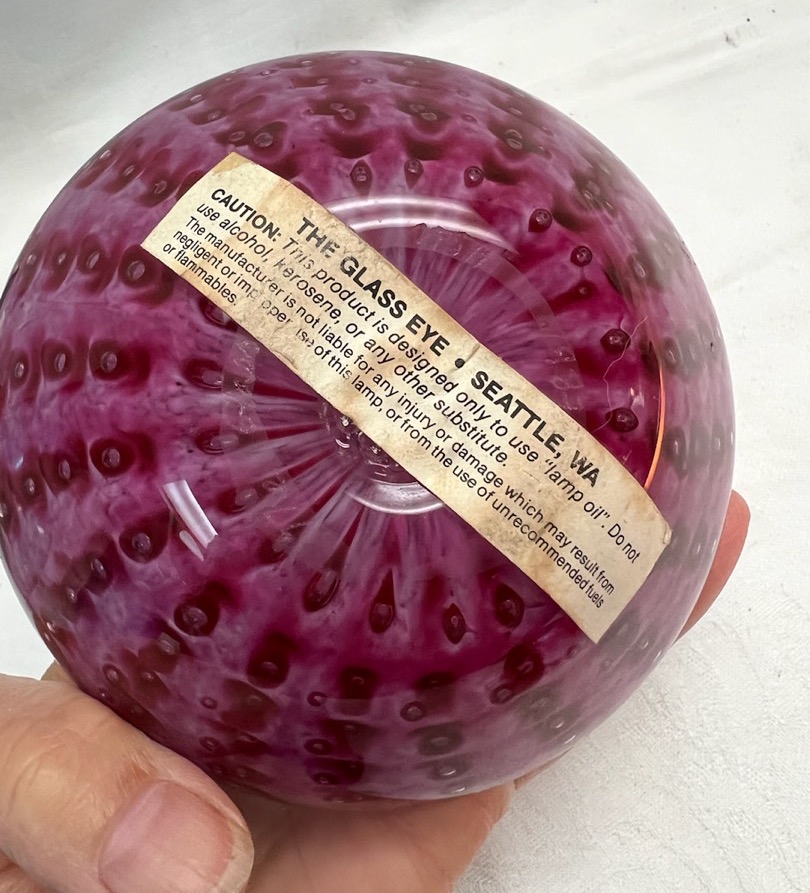 THE GLASS EYE • SEATTLE, WA
CAUTION: This product is designed only to use "lamp oil". Do not
use alcohol, kerosene, or any other substitute.
The manufacturer is not liable for any injury or damage which may result from
negligent or improper use of this lamp, or from the use of unrecommended fuels
or flammables.